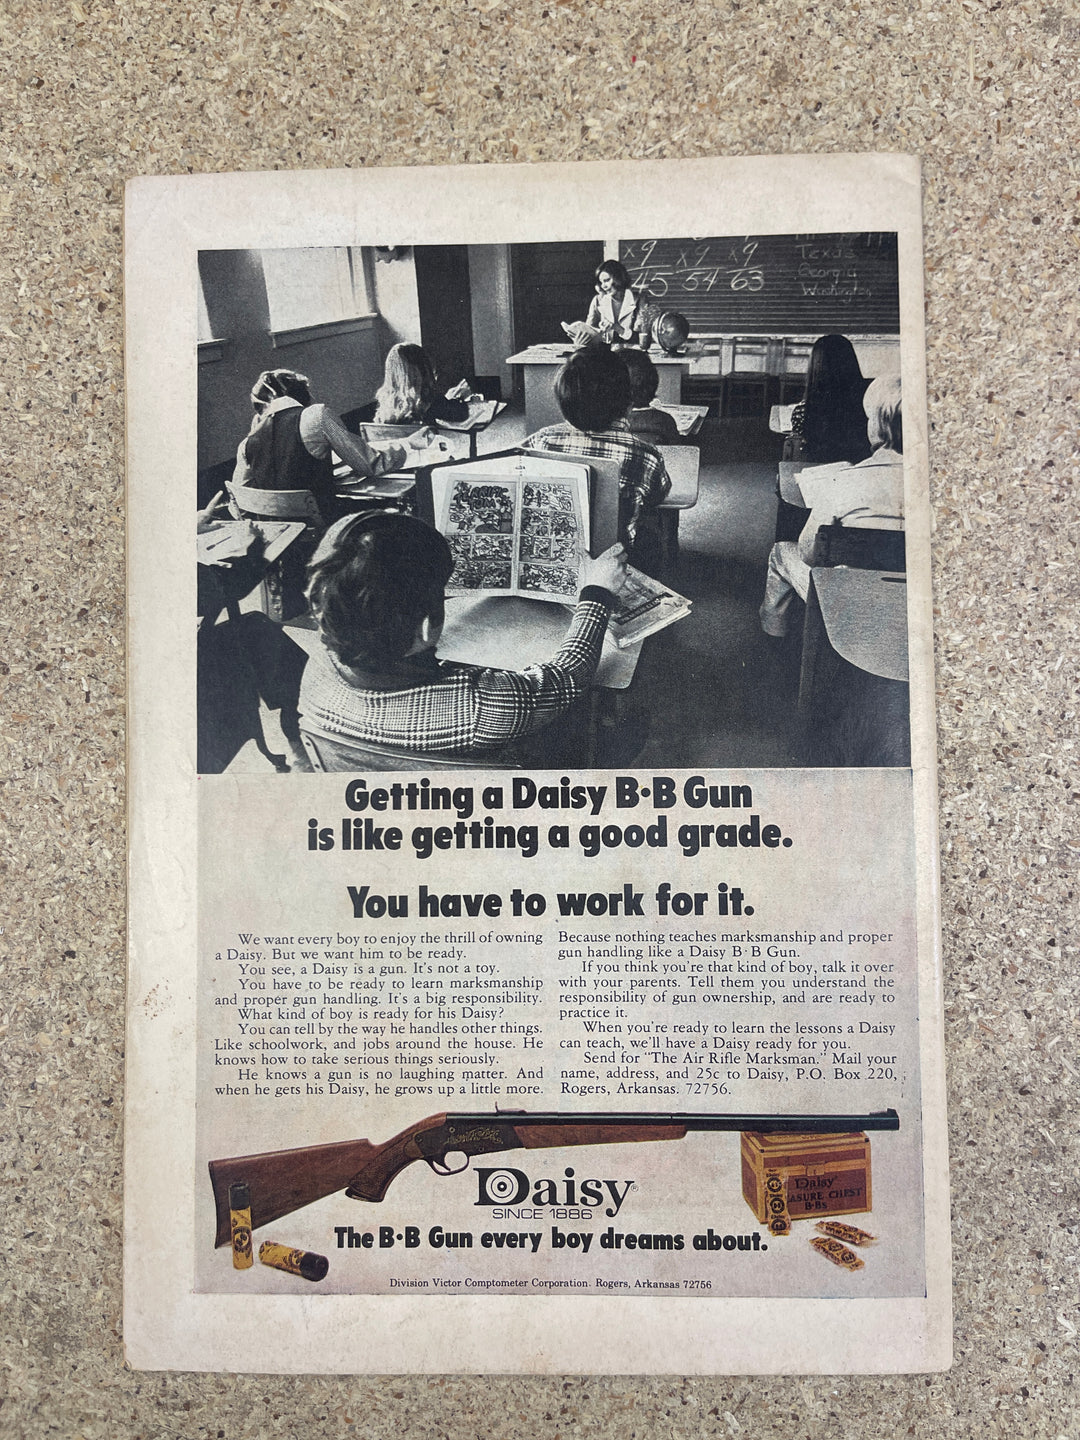 ×9 ×9 ×9
45 54 63
Texas
Georgia
Washington
Getting a Daisy B·B Gun
is like getting a good grade.
You have to work for it.
We want every boy to enjoy the thrill of owning
a Daisy. But we want him to be ready.
You see, a Daisy is a gun. It's not a toy.
You have to be ready to learn marksmanship
and proper gun handling. It's a big responsibility.
What kind of boy is ready for his Daisy?
You can tell by the way he handles other things.
Like schoolwork, and jobs around the house. He
knows how to take serious things seriously.
He knows a gun is no laughing matter. And
when he gets his Daisy, he grows up a little more.
Because nothing teaches marksmanship and proper
gun handling like a Daisy B·B Gun.
If you think you're that kind of boy, talk it over
with your parents. Tell them you understand the
responsibility of gun ownership, and are ready to
practice it.
When you're ready to learn the lessons a Daisy
can teach, we'll have a Daisy ready for you.
Send for "The Air Rifle Marksman." Mail your
name, address, and 25c to Daisy, P.O. Box 220,
Rogers, Arkansas. 72756.
Daisy
ASURE CHEST
B·Bs
Daisy®
SINCE 1886
The B·B Gun every boy dreams about.
Division Victor Comptometer Corporation. Rogers, Arkansas 72756